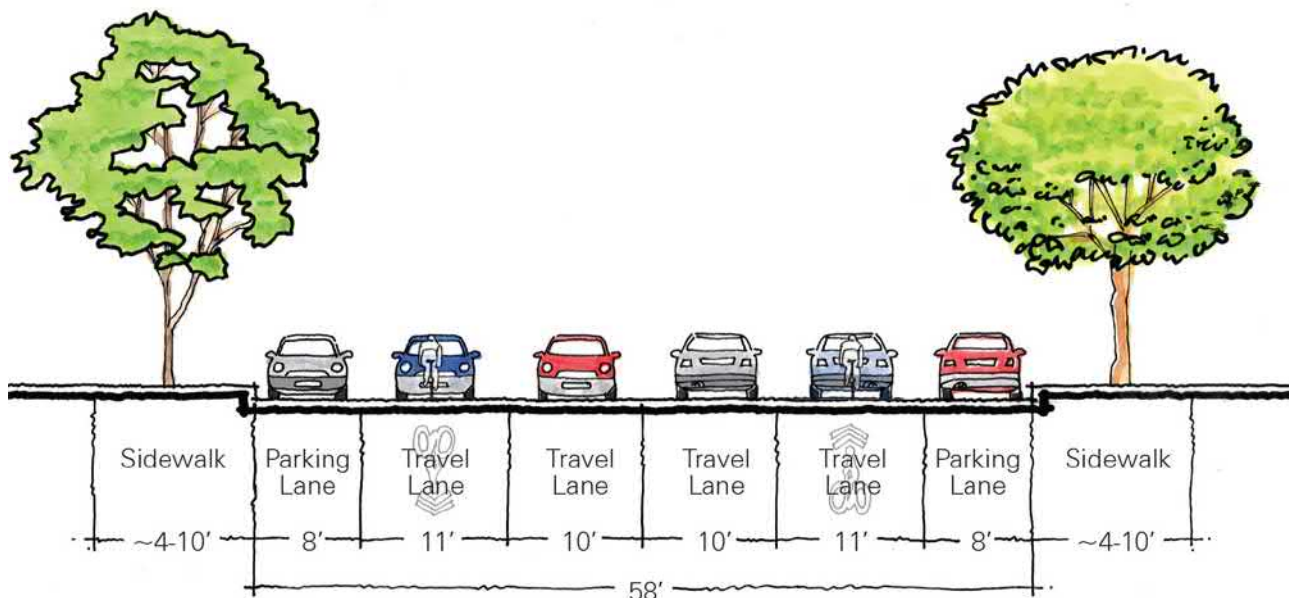 Sidewalk
Parking
Lane
Travel
Lane
Travel
Lane
Travel
Lane
Travel
Lane
Parking
Lane
Sidewalk
~4-10'
8'
11'
10'
10'
11'
8'
~4-10'
58'